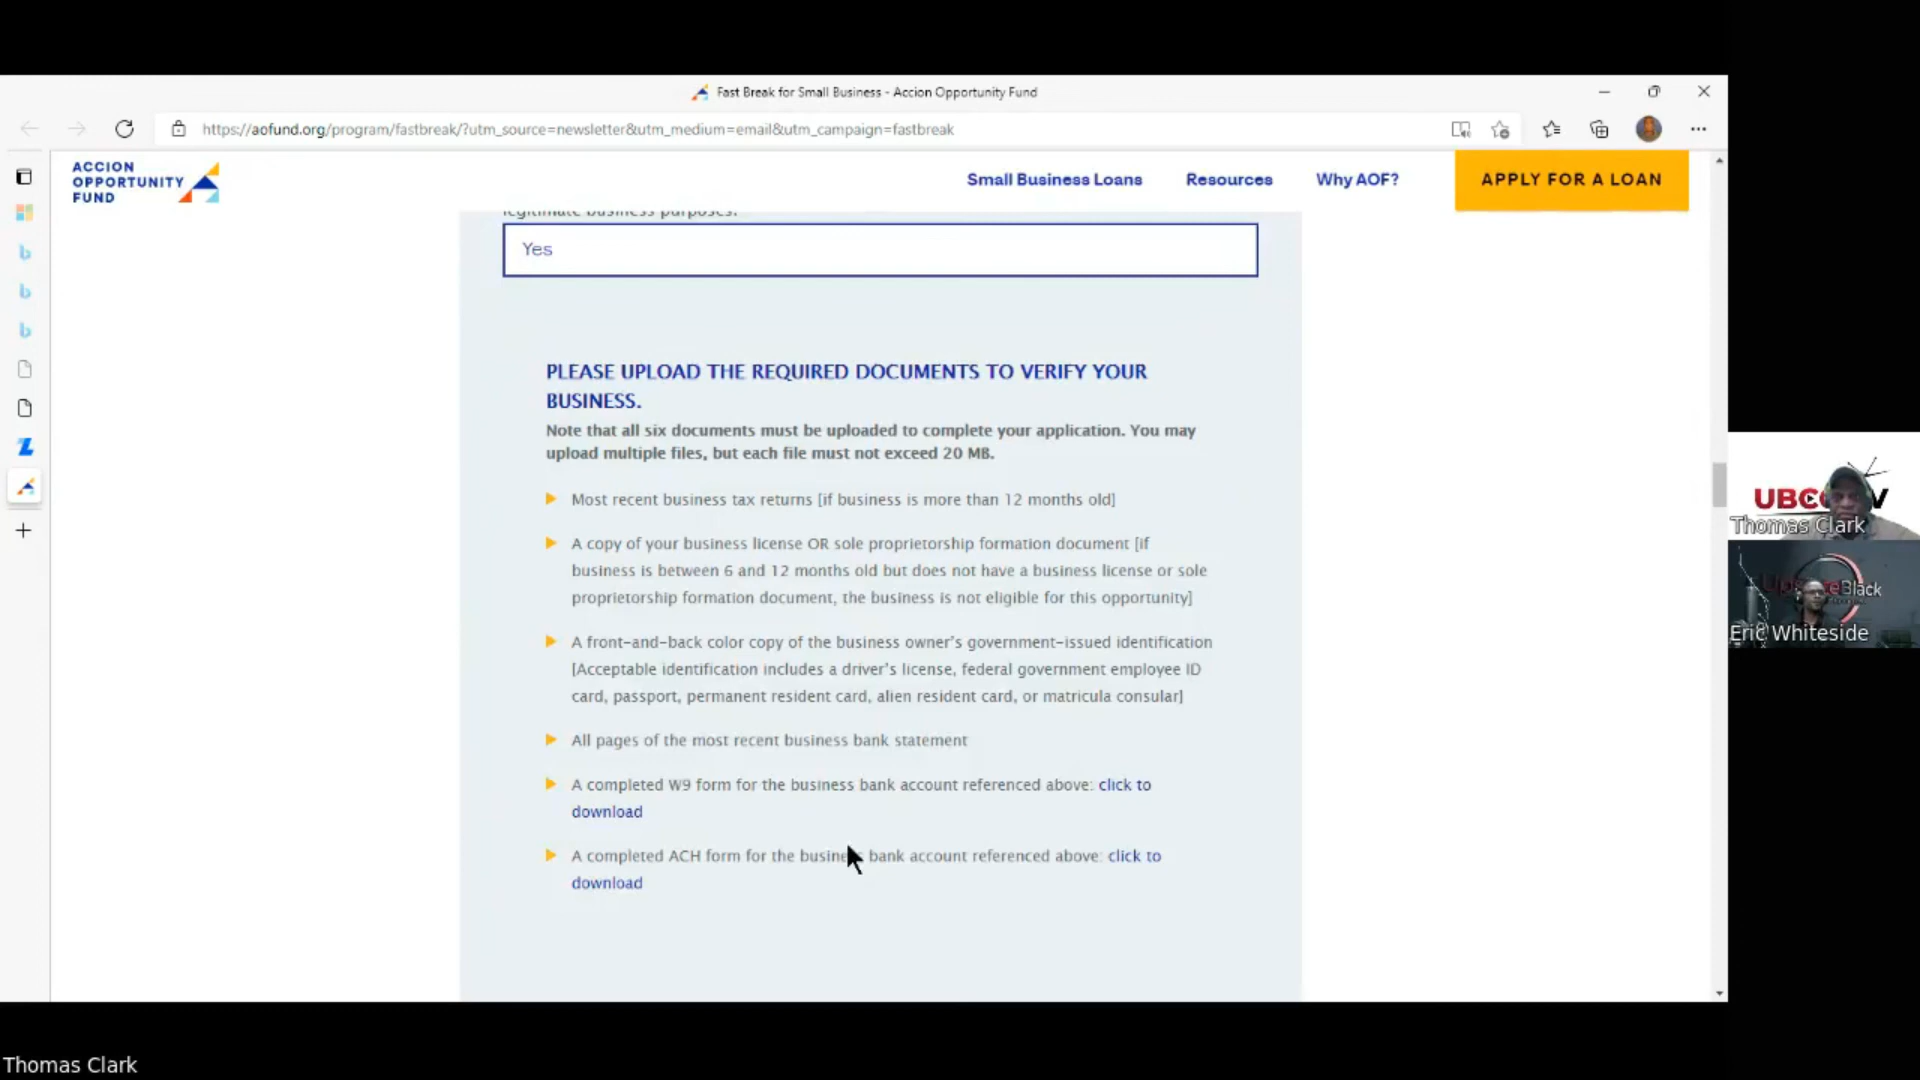 Fast Break for Small Business - Accion Opportunity Fund
https://aofund.org/program/fastbreak/?utm_source=newsletter&utm_medium=email&utm_campaign=fastbreak
ACCION
OPPORTUNITY
FUND
Small Business Loans
Resources
Why AOF?
APPLY FOR A LOAN
legitimate business purposes.
Yes
PLEASE UPLOAD THE REQUIRED DOCUMENTS TO VERIFY YOUR
BUSINESS.
Note that all six documents must be uploaded to complete your application. You may
upload multiple files, but each file must not exceed 20 MB.
Most recent business tax returns [if business is more than 12 months old]
A copy of your business license OR sole proprietorship formation document [if
business is between 6 and 12 months old but does not have a business license or sole
proprietorship formation document, the business is not eligible for this opportunity]
A front-and-back color copy of the business owner's government-issued identification
[Acceptable identification includes a driver's license, federal government employee ID
card, passport, permanent resident card, alien resident card, or matricula consular]
All pages of the most recent business bank statement
A completed W9 form for the business bank account referenced above: click to
download
A completed ACH form for the business bank account referenced above: click to
download
Thomas Clark
Black
Eric Whiteside
Thomas Clark